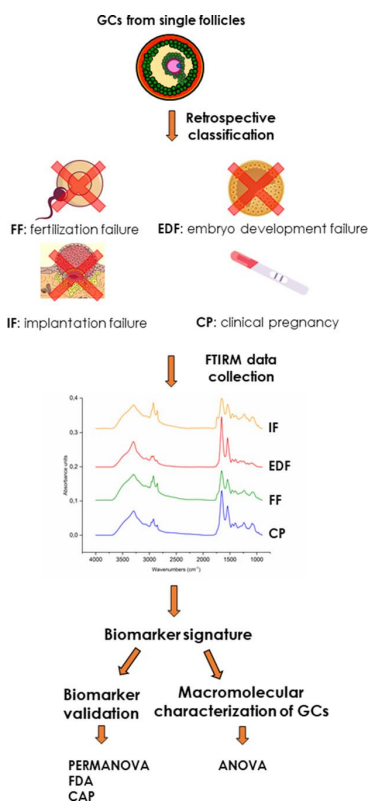 GCs from single follicles
Retrospective
classification
FF: fertilization failure
EDF: embryo development failure
IF: implantation failure
CP: clinical pregnancy
FTIRM data
collection
0,4
0,3
0,2
0,1
0,0
Absorbance units
IF
EDF
FF
CP
4000 3500 3000 2500 2000 1500 1000
Wavenumbers (cm-1)
Biomarker signature
Biomarker
validation
Macromolecular
characterization of GCs
PERMANOVA
FDA
CAP
ANOVA